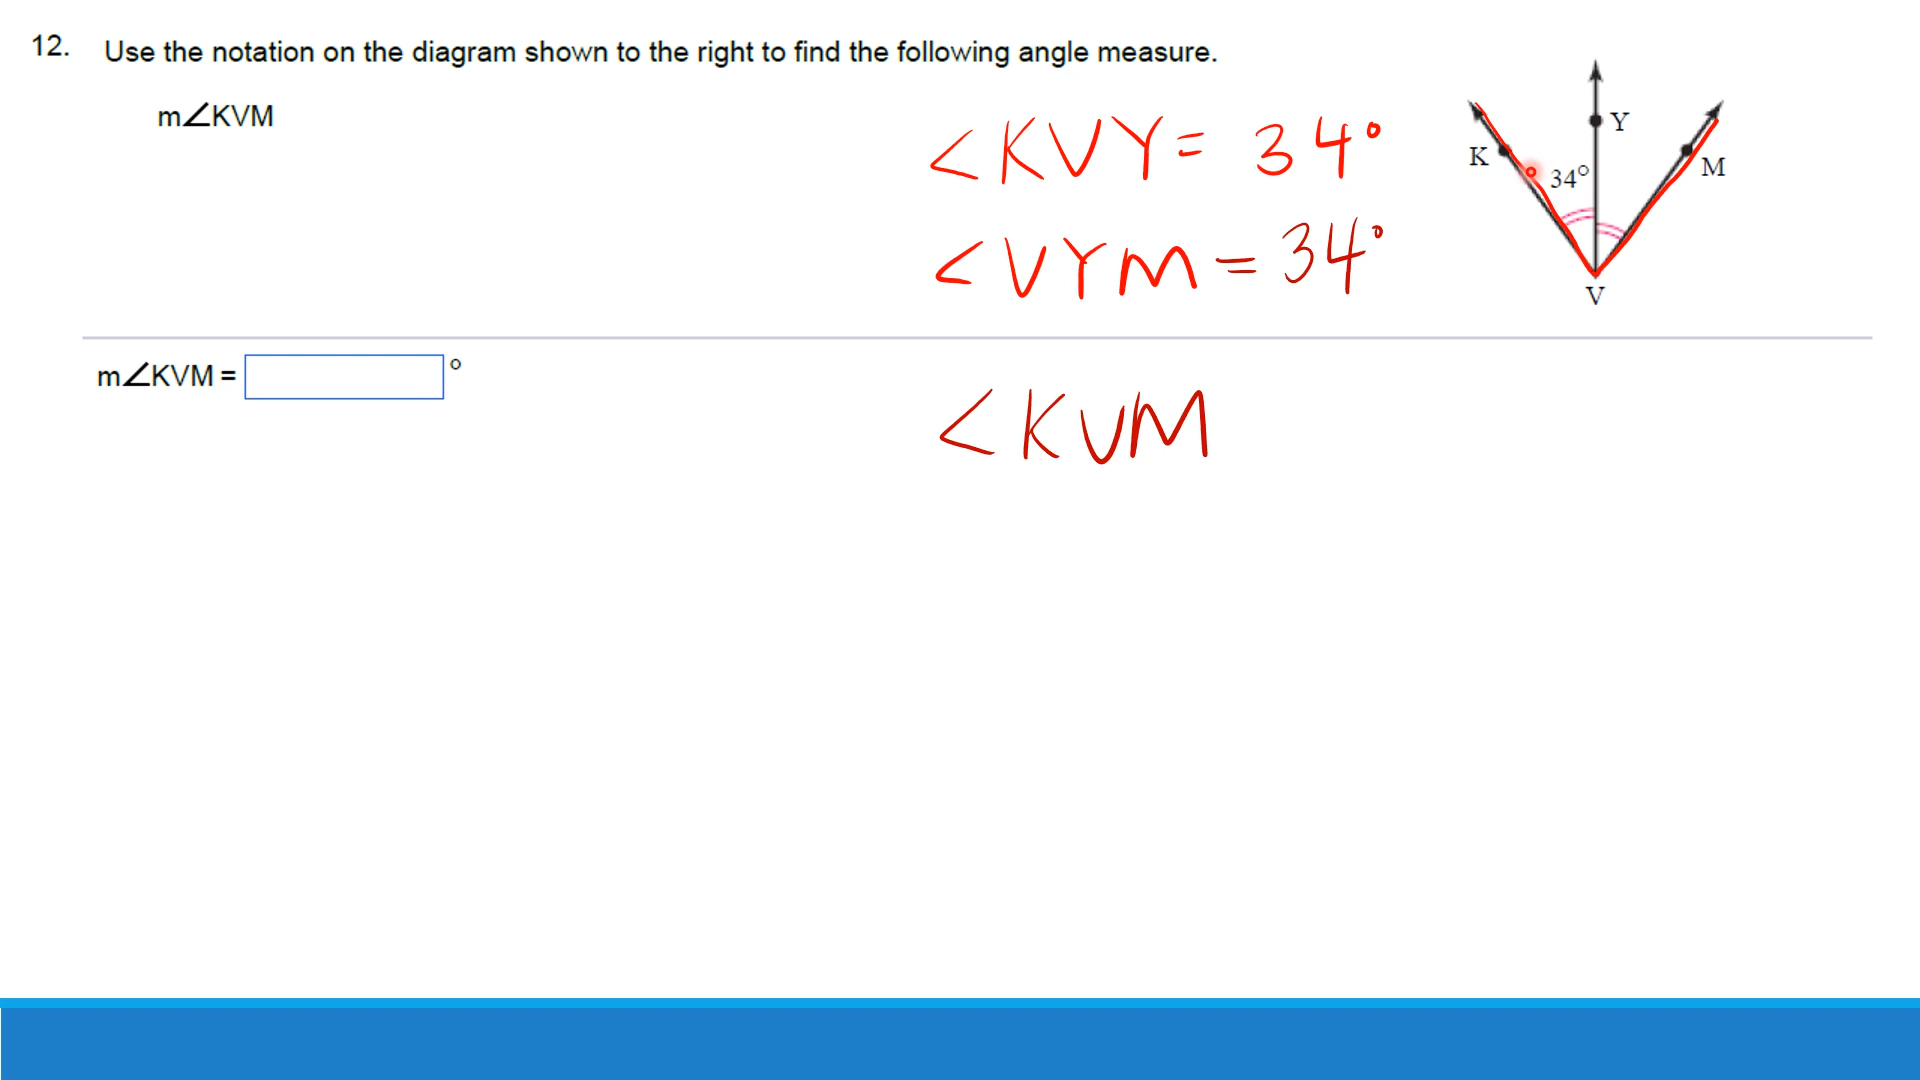 12. Use the notation on the diagram shown to the right to find the following angle measure.
m∠KVM
<KVY = 34°
<VYM = 34°
Y
K
34°
M
V
m∠KVM = °
<KVM